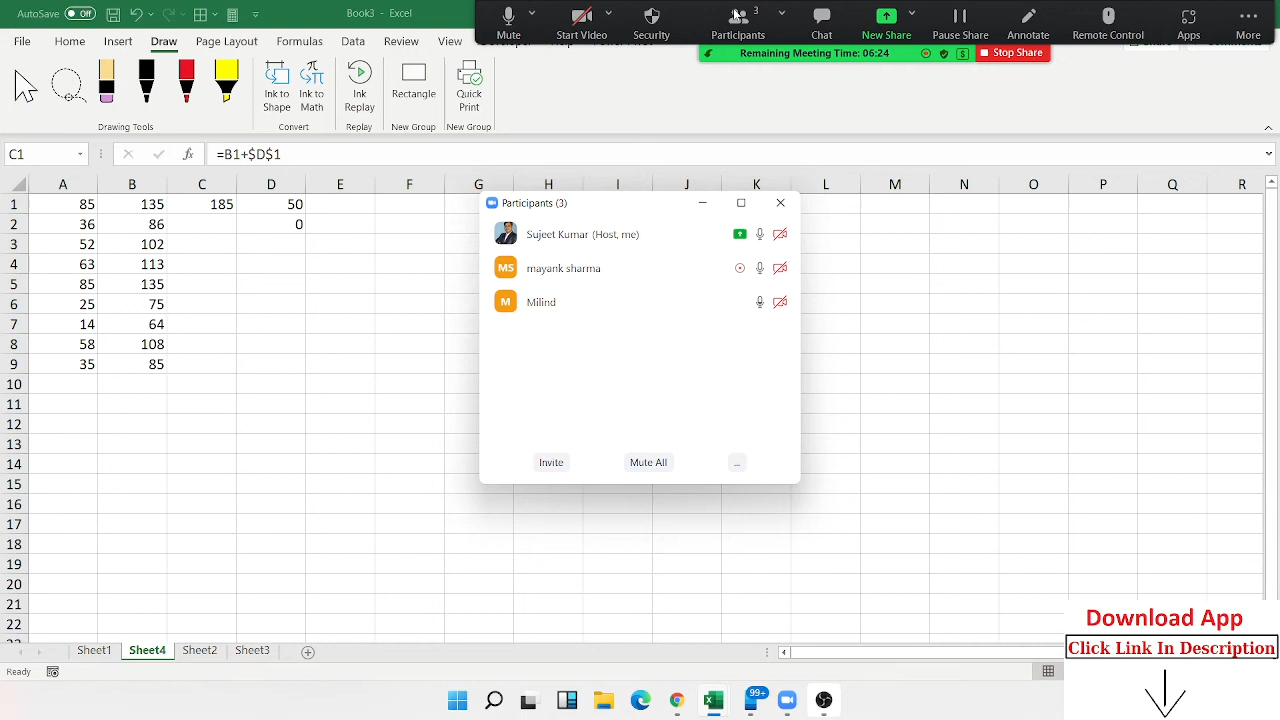 AutoSave Off Book3 - Excel
Mute Start Video Security Participants 3 Chat New Share Pause Share Annotate Remote Control Apps More
Remaining Meeting Time: 06:24 Stop Share
File Home Insert Draw Page Layout Formulas Data Review View
Ink to Shape Ink to Math Ink Replay Rectangle Quick Print
Drawing Tools Convert Replay New Group New Group
C1 fx =B1+$D$1
A B C D E F G H I J K L M N O P Q R
1 85 135 185 50
2 36 86 0
3 52 102
4 63 113
5 85 135
6 25 75
7 14 64
8 58 108
9 35 85
10
11
12
13
14
15
16
17
18
19
20
21
22
Participants (3)
Sujeet Kumar (Host, me)
MS mayank sharma
M Milind
Invite Mute All ...
Sheet1 Sheet4 Sheet2 Sheet3
Ready
99+
Download App
Click Link In Description